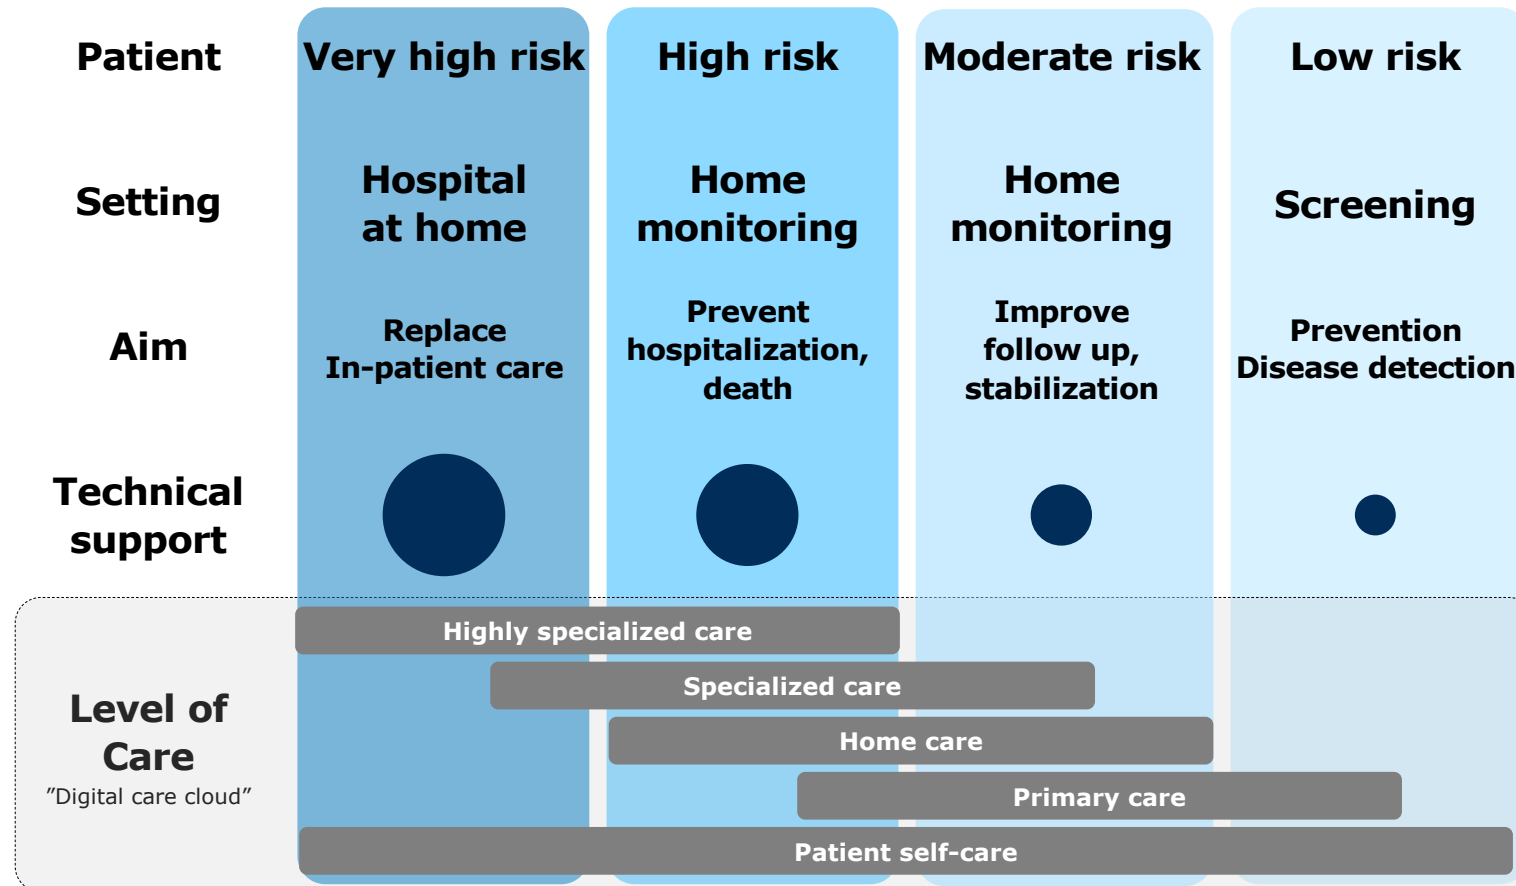 Patient
Very high risk
High risk
Moderate risk
Low risk
Setting
Hospital
at home
Home
monitoring
Home
monitoring
Screening
Aim
Replace
In-patient care
Prevent
hospitalization,
death
Improve
follow up,
stabilization
Prevention
Disease detection
Technical
support
Level of
Care
”Digital care cloud”
Highly specialized care
Specialized care
Home care
Primary care
Patient self-care